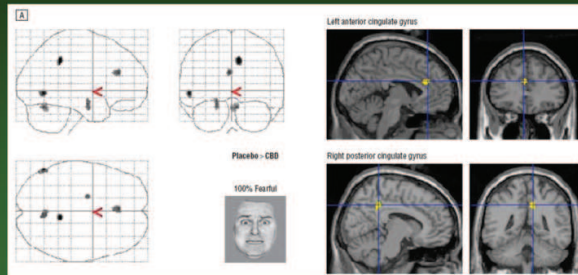 A
Left anterior cingulate gyrus
<
<
Placebo > CBD
<
100% Fearful
Right posterior cingulate gyrus